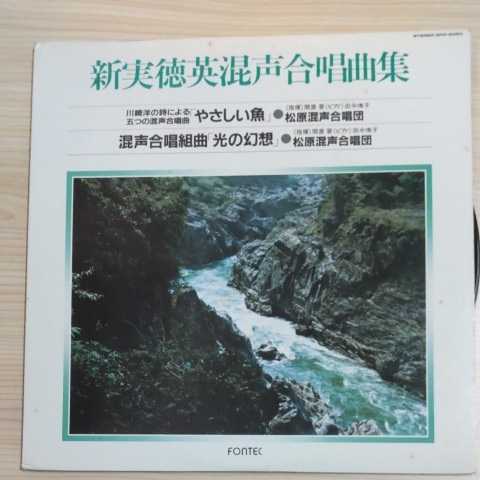 新実徳英混声合唱曲集
川崎洋の詩による
五つの混声合唱曲「やさしい魚」●松原混声合唱団
混声合唱組曲「光の幻想」●松原混声合唱団
FONTEC